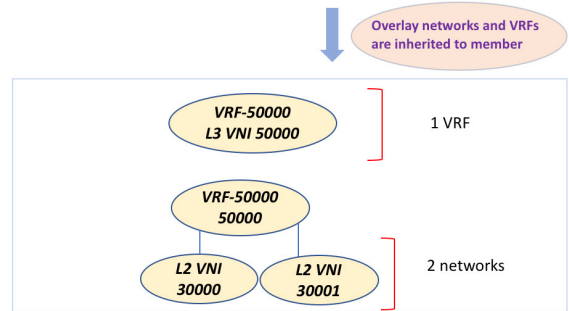 Overlay networks and VRFs
are inherited to member
VRF-50000
L3 VNI 50000
1 VRF
VRF-50000
50000
L2 VNI
30000
L2 VNI
30001
2 networks